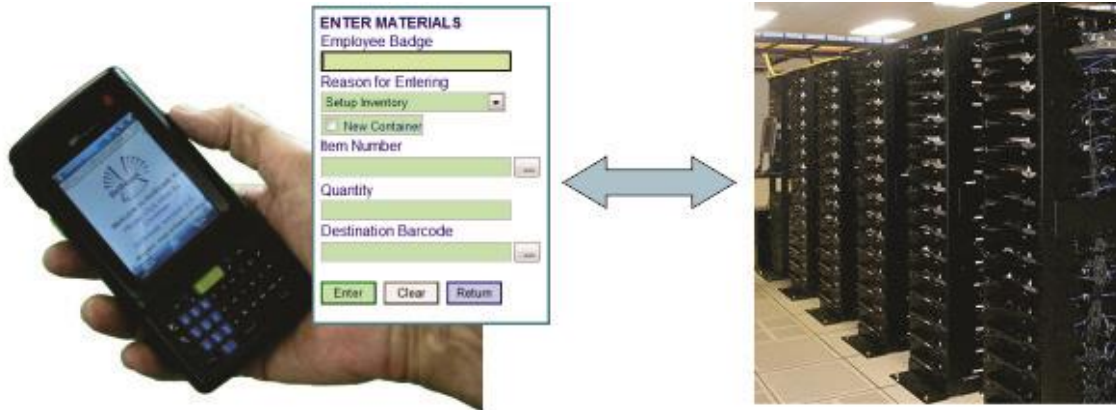 ENTER MATERIALS
Employee Badge
Reason for Entering
Setup Inventory
New Container
Item Number
...
Quantity
Destination Barcode
...
Enter Clear Return